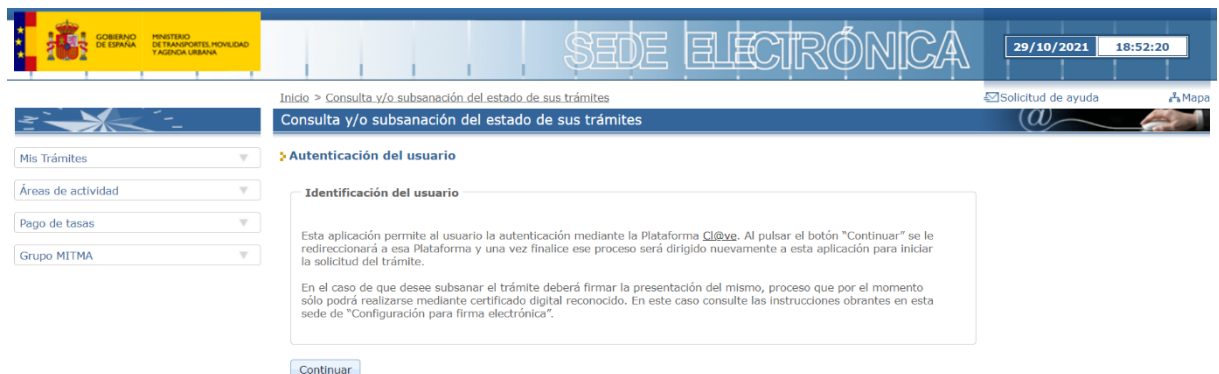 GOBIERNO
DE ESPAÑA
MINISTERIO
DE TRANSPORTES, MOVILIDAD
Y AGENDA URBANA
SEDE ELECTRÓNICA
29/10/2021 18:52:20
Inicio > Consulta y/o subsanación del estado de sus trámites
Solicitud de ayuda
Mapa
Consulta y/o subsanación del estado de sus trámites
@
Mis Trámites
Áreas de actividad
Pago de tasas
Grupo MITMA
Autenticación del usuario
Identificación del usuario
Esta aplicación permite al usuario la autenticación mediante la Plataforma Cl@ve. Al pulsar el botón "Continuar" se le
redireccionará a esa Plataforma y una vez finalice ese proceso será dirigido nuevamente a esta aplicación para iniciar
la solicitud del trámite.
En el caso de que desee subsanar el trámite deberá firmar la presentación del mismo, proceso que por el momento
sólo podrá realizarse mediante certificado digital reconocido. En este caso consulte las instrucciones obrantes en esta
sede de "Configuración para firma electrónica".
Continuar